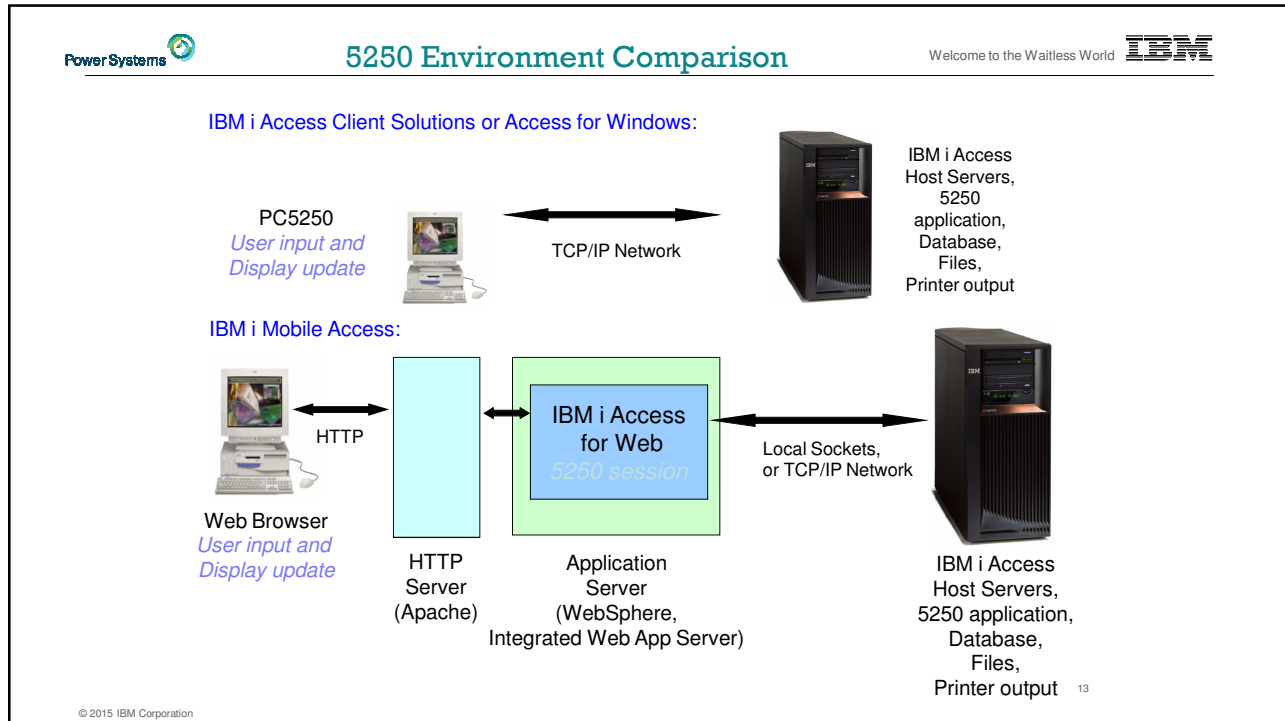 Power Systems
5250 Environment Comparison
Welcome to the Waitless World
IBM
IBM i Access Client Solutions or Access for Windows:
PC5250
User input and
Display update
TCP/IP Network
IBM
IBM i Access
Host Servers,
5250
application,
Database,
Files,
Printer output
IBM i Mobile Access:
HTTP
IBM i Access
for Web
5250 session
Local Sockets,
or TCP/IP Network
IBM
Web Browser
User input and
Display update
HTTP
Server
(Apache)
Application
Server
(WebSphere,
Integrated Web App Server)
IBM i Access
Host Servers,
5250 application,
Database,
Files,
Printer output
13
© 2015 IBM Corporation